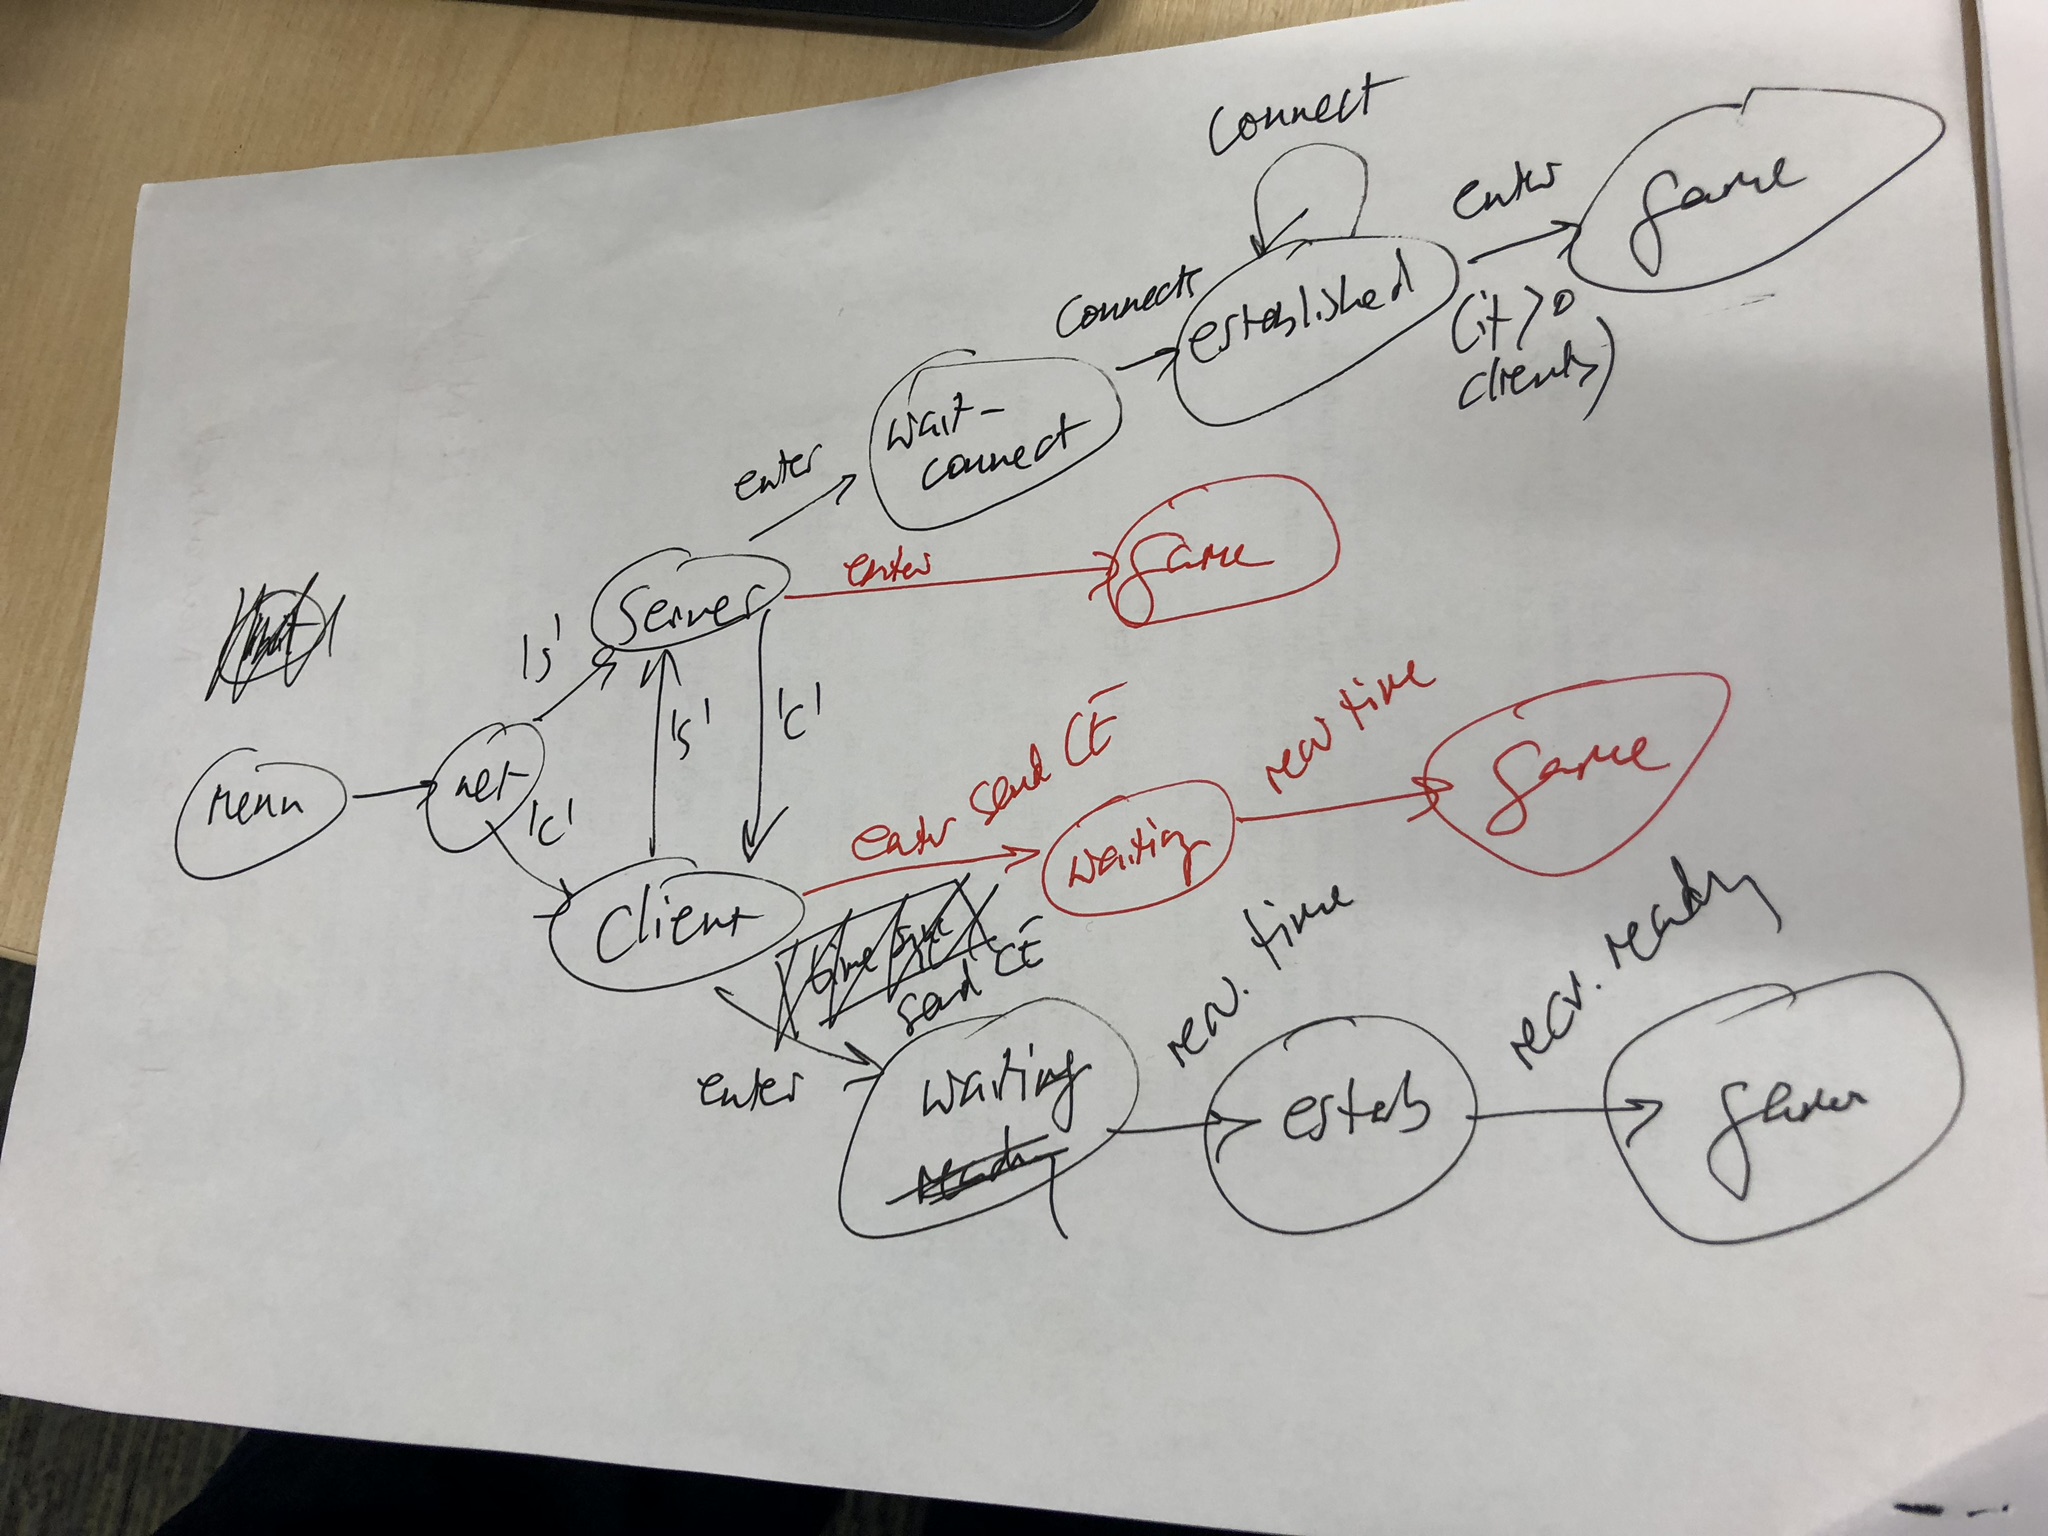 connect
enter
game
connects
established
(if > 0
clients)
wait-
connect
enter
server
enter
game
's'
's'
'c'
menu
net
'c'
enter send CE
waiting
recv time
game
client
time sync
send CE
enter
waiting
recv. time
estab
recv. ready
game